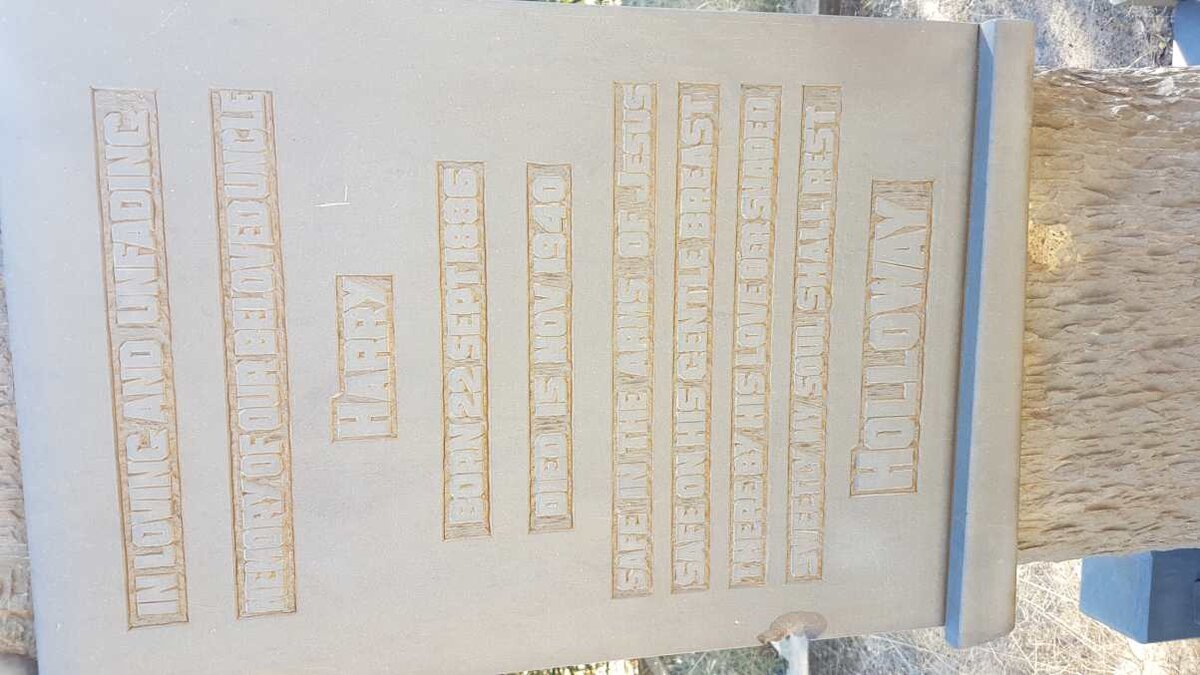 IN LOVING AND UNFADING
MEMORY OF OUR BELOVED UNCLE
HARRY
BORN 22 SEPT 1886
DIED 15 NOV 1940
SAFE IN THE ARMS OF JESUS
SAFE ON HIS GENTLE BREAST
THERE BY HIS LOVE O'ERSHADED
SWEETLY MY SOUL SHALL REST
HOLLOWAY